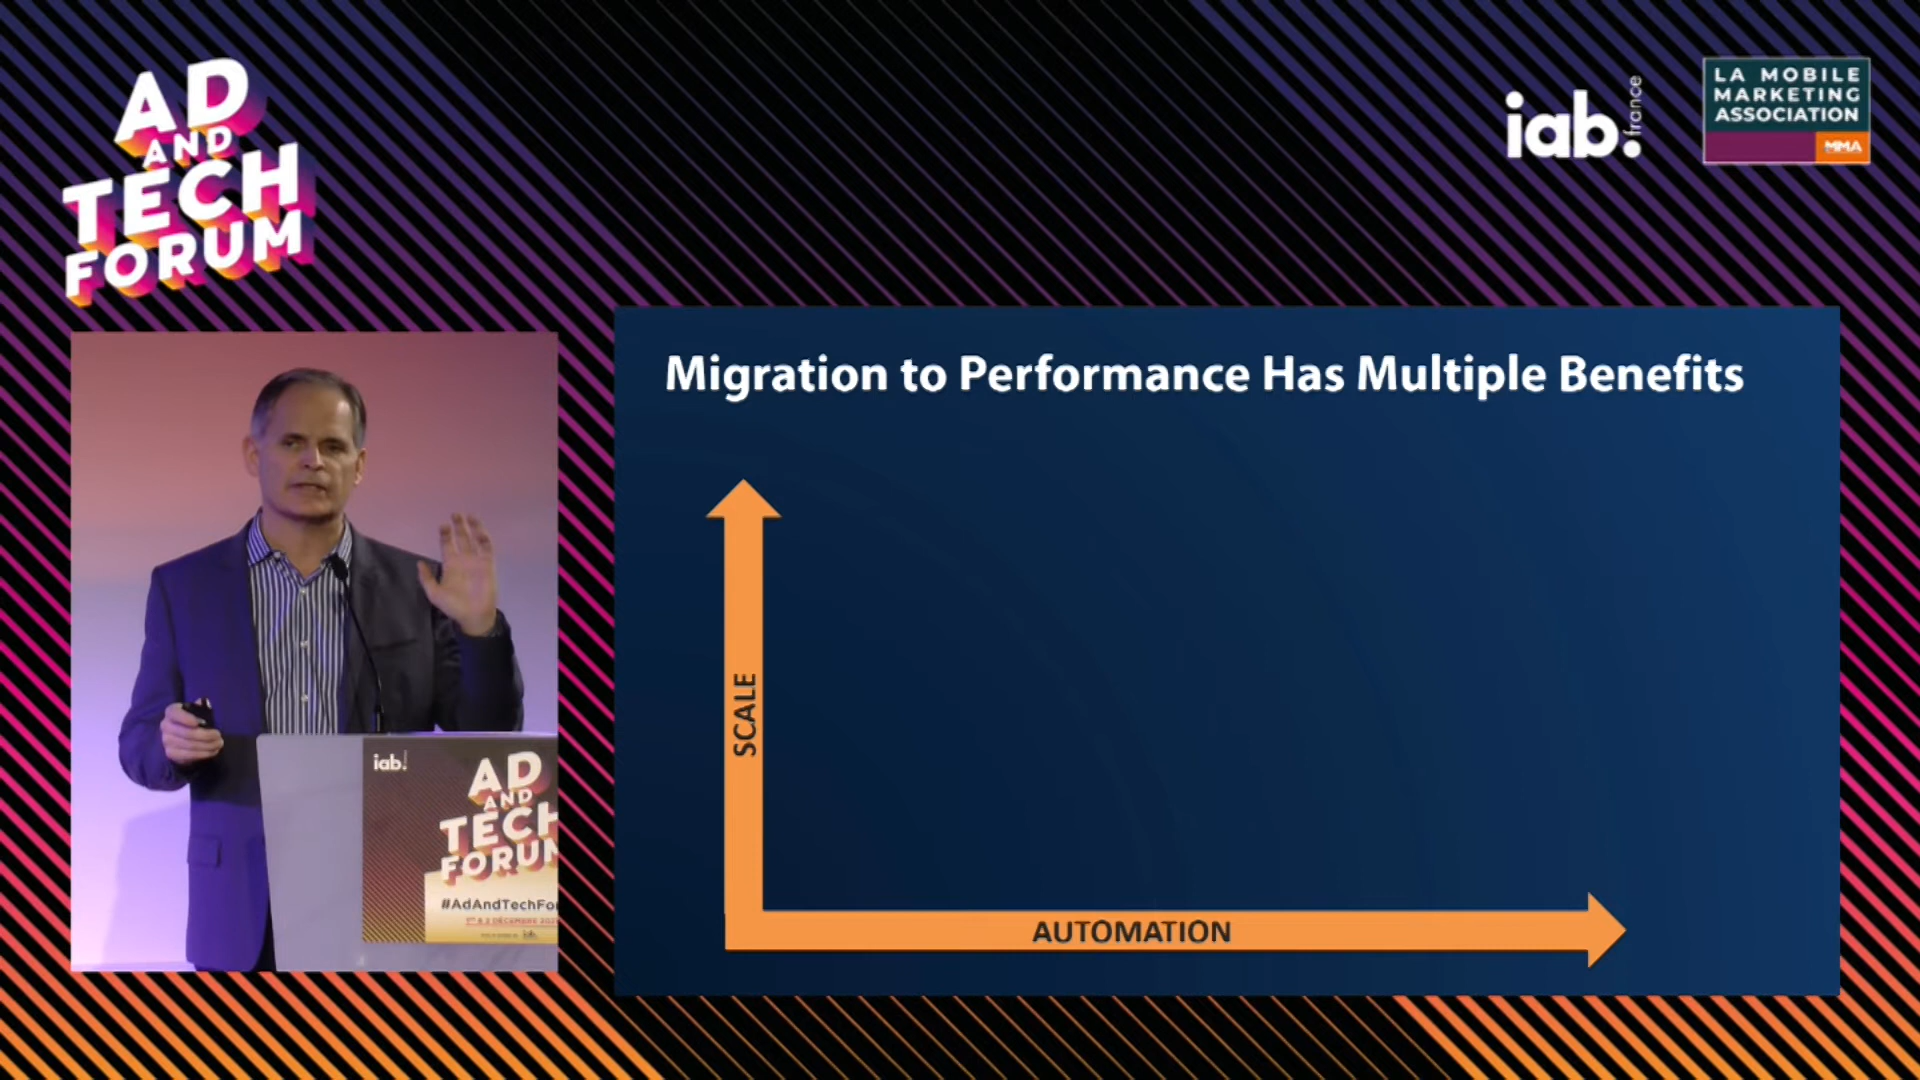 AD
AND
TECH
FORUM
iab.
france
LA MOBILE
MARKETING
ASSOCIATION
MMA
Migration to Performance Has Multiple Benefits
SCALE
AUTOMATION
iab!
AD
AND
TECH
FORUM
#AdAndTechFor